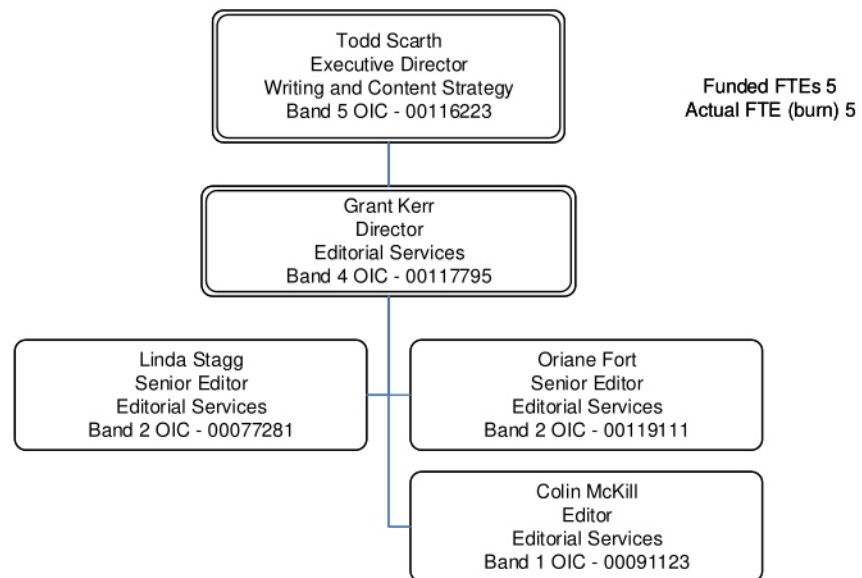 Todd Scarth
Executive Director
Writing and Content Strategy
Band 5 OIC - 00116223
Funded FTEs 5
Actual FTE (burn) 5
Grant Kerr
Director
Editorial Services
Band 4 OIC - 00117795
Linda Stagg
Senior Editor
Editorial Services
Band 2 OIC - 00077281
Oriane Fort
Senior Editor
Editorial Services
Band 2 OIC - 00119111
Colin McKill
Editor
Editorial Services
Band 1 OIC - 00091123